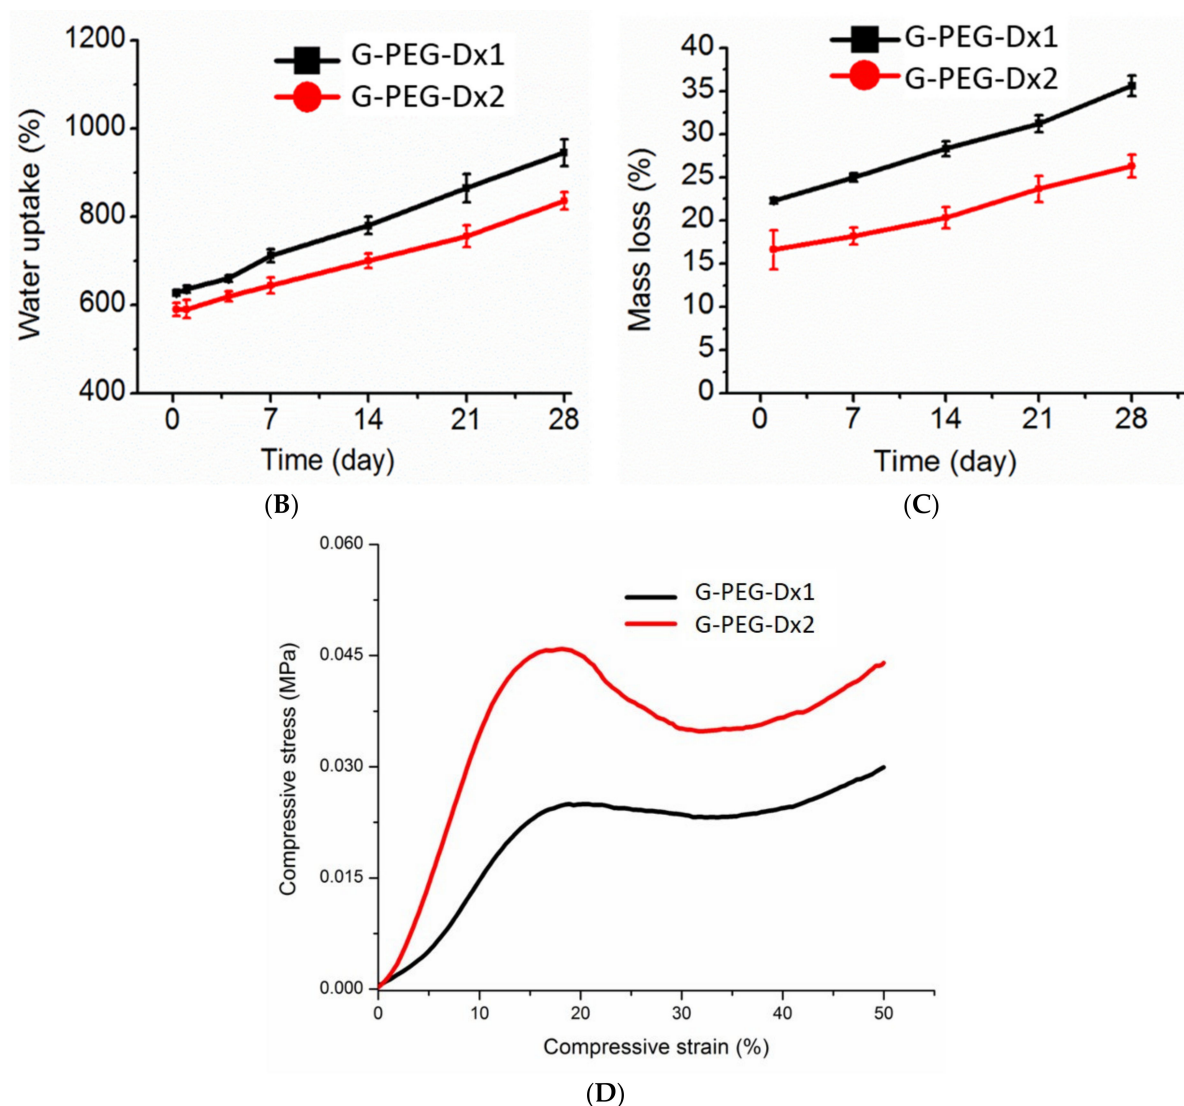 1200
1000
800
600
400
Water uptake (%)
G-PEG-Dx1
G-PEG-Dx2
0 7 14 21 28
Time (day)
(B)
40
35
30
25
20
15
10
5
0
Mass loss (%)
G-PEG-Dx1
G-PEG-Dx2
0 7 14 21 28
Time (day)
(C)
0.060
0.045
0.030
0.015
0.000
Compressive stress (MPa)
G-PEG-Dx1
G-PEG-Dx2
0 10 20 30 40 50
Compressive strain (%)
(D)